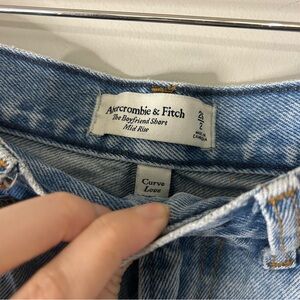 Abercrombie & Fitch
The Boyfriend Short
Mid Rise
Curve
Love